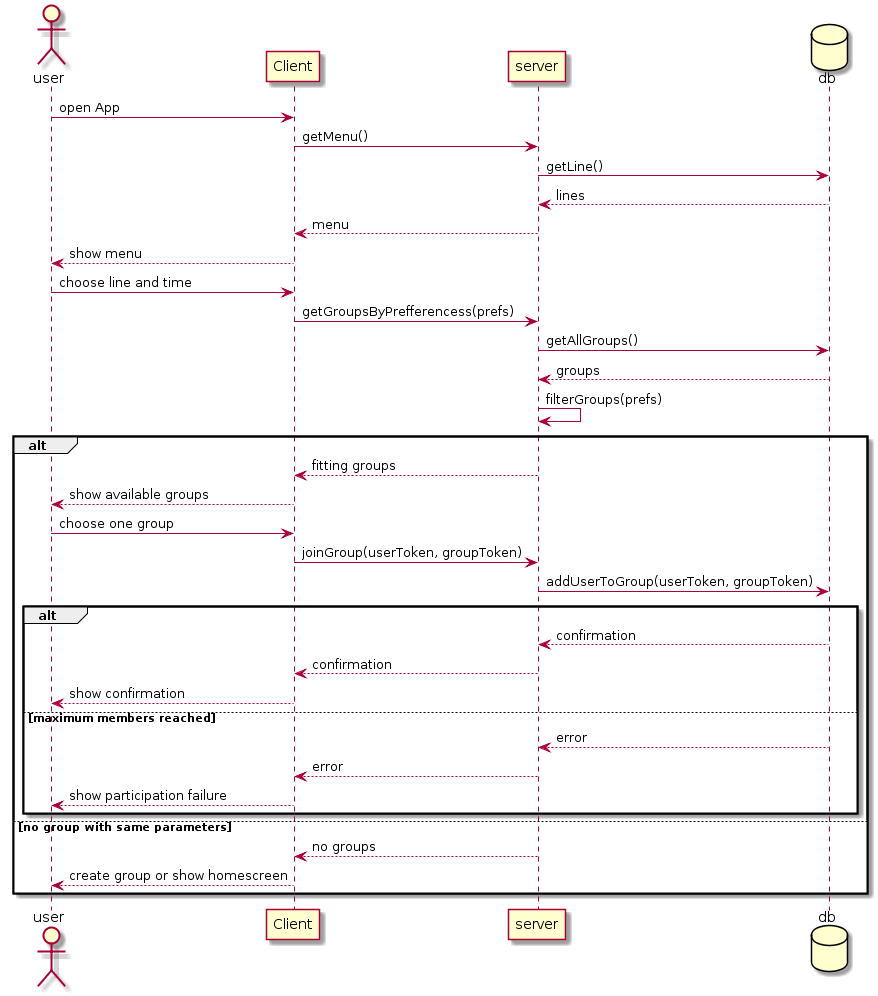 user
Client
server
db
open App
getMenu()
getLine()
lines
menu
show menu
choose line and time
getGroupsByPrefferencess(prefs)
getAllGroups()
groups
filterGroups(prefs)
alt
fitting groups
show available groups
choose one group
joinGroup(userToken, groupToken)
addUserToGroup(userToken, groupToken)
alt
confirmation
confirmation
show confirmation
[maximum members reached]
error
error
show participation failure
[no group with same parameters]
no groups
create group or show homescreen
user
Client
server
db